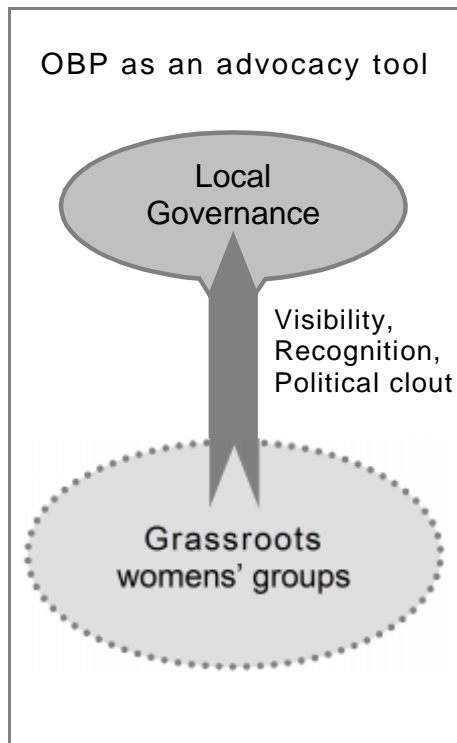 OBP as an advocacy tool
Local
Governance
Visibility,
Recognition,
Political clout
Grassroots
womens’ groups